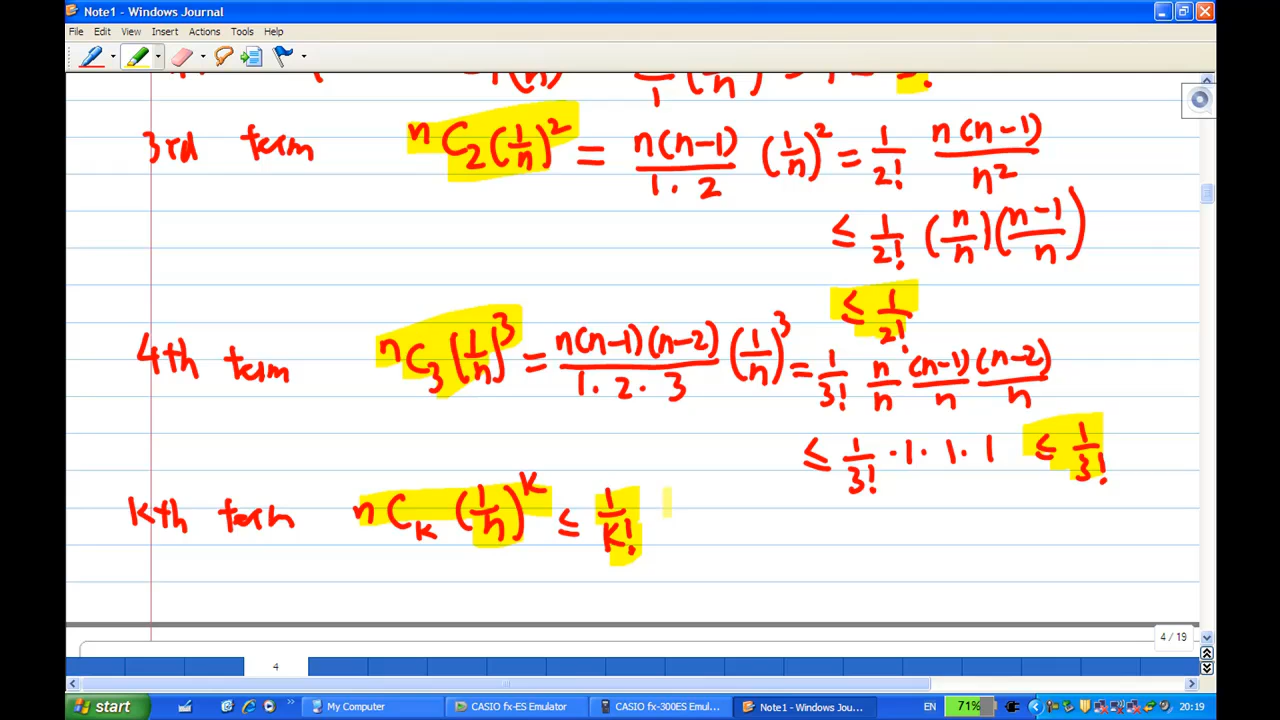 Note1 - Windows Journal
File Edit View Insert Actions Tools Help
3rd term nC2(1/n)^2 = n(n-1)/1·2 (1/n)^2 = 1/2! n(n-1)/n^2
≤ 1/2! (n/n)(n-1/n)
≤ 1/2!
4th term nC3(1/n)^3 = n(n-1)(n-2)/1·2·3 (1/n)^3 = 1/3! n/n (n-1)/n (n-2)/n
≤ 1/3! ·1·1·1 ≤ 1/3!
kth term nCk (1/n)^k ≤ 1/k!
4 / 19
4
start My Computer CASIO fx-ES Emulator CASIO fx-300ES Emul... Note1 - Windows Jou... EN 71% 20:19